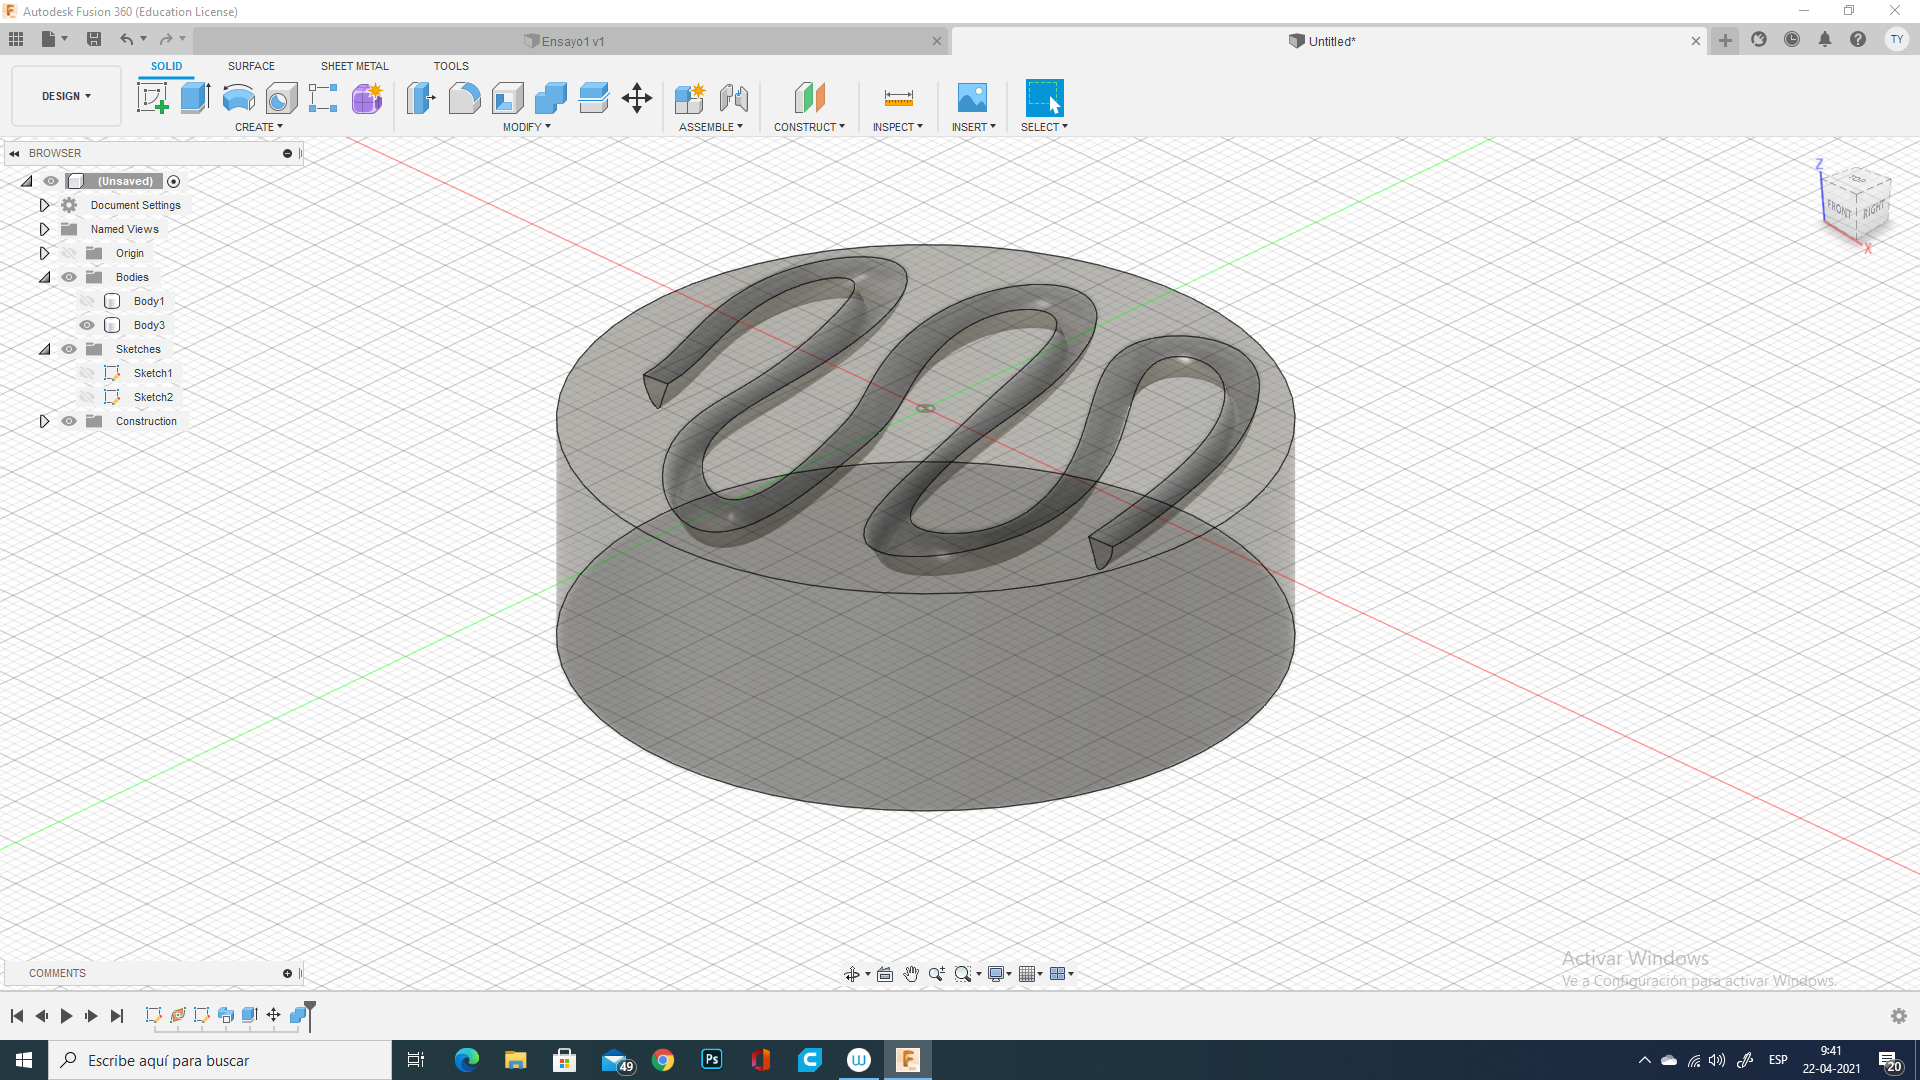 Autodesk Fusion 360 (Education License)
Ensayo1 v1
Untitled*
TY
SOLID
SURFACE
SHEET METAL
TOOLS
DESIGN
CREATE
MODIFY
ASSEMBLE
CONSTRUCT
INSPECT
INSERT
SELECT
BROWSER
(Unsaved)
Document Settings
Named Views
Origin
Bodies
Body1
Body3
Sketches
Sketch1
Sketch2
Construction
Z
TOP
FRONT
RIGHT
X
Activar Windows
Ve a Configuración para activar Windows.
COMMENTS
Escribe aquí para buscar
49
Ps
ESP
9:41
22-04-2021
20